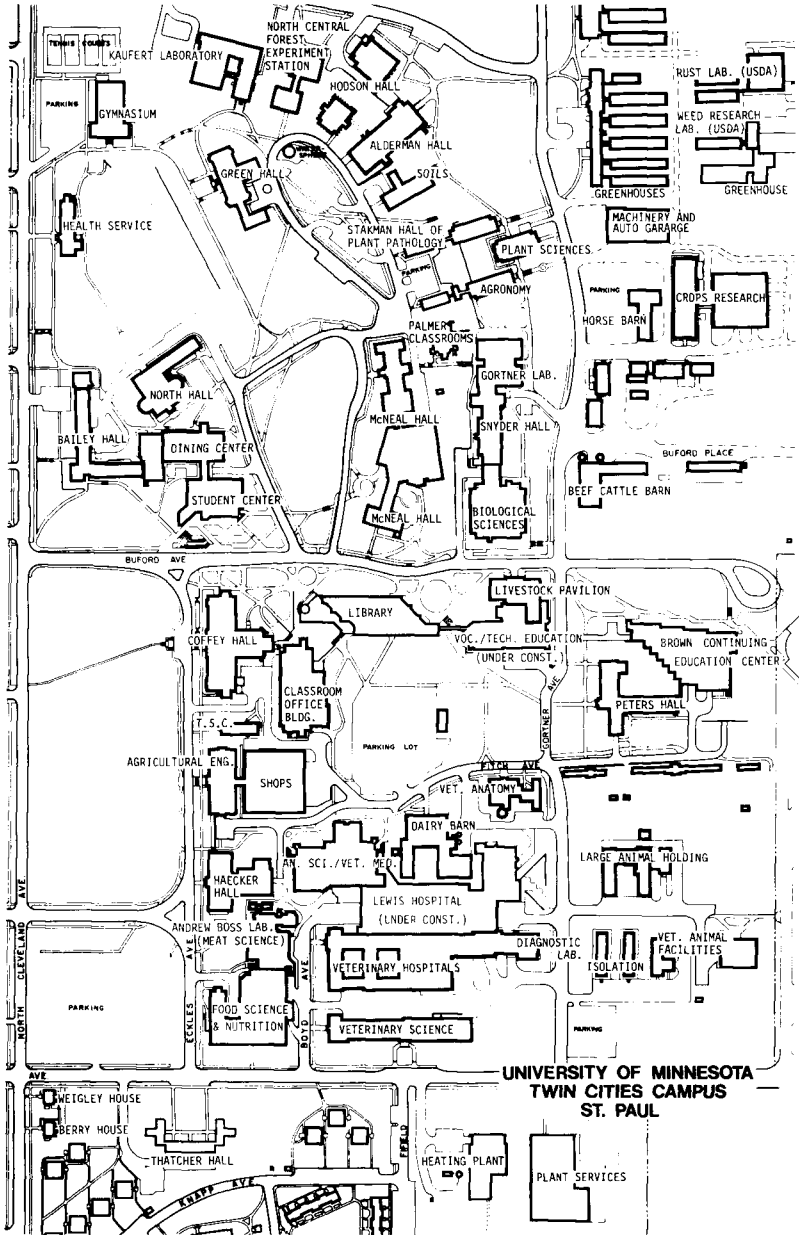 TENNIS COURTS
KAUFERT LABORATORY
NORTH CENTRAL
FOREST
EXPERIMENT
STATION
HODSON HALL
RUST LAB. (USDA)
PARKING
GYMNASIUM
WEED RESEARCH
LAB. (USDA)
ALDERMAN HALL
GREEN HALL
SOILS
GREENHOUSES
GREENHOUSE
HEALTH SERVICE
STAKMAN HALL OF
PLANT PATHOLOGY
MACHINERY AND
AUTO GARARGE
PLANT SCIENCES
PARKING
AGRONOMY
PARKING
CROPS RESEARCH
HORSE BARN
PALMER
CLASSROOMS
GORTNER LAB.
NORTH HALL
McNEAL HALL
SNYDER HALL
BAILEY HALL
DINING CENTER
BUFORD PLACE
STUDENT CENTER
BEEF CATTLE BARN
McNEAL HALL
BIOLOGICAL
SCIENCES
BUFORD AVE
LIVESTOCK PAVILION
LIBRARY
COFFEY HALL
VOC./TECH. EDUCATION
(UNDER CONST.)
BROWN CONTINUING
EDUCATION CENTER
CLASSROOM
OFFICE
BLDG.
PETERS HALL
T.S.C.
GORTNER AVE
PARKING LOT
AGRICULTURAL ENG.
SHOPS
FITCH AVE
VET. ANATOMY
DAIRY BARN
AN. SCI./VET. MED.
LARGE ANIMAL HOLDING
HAECKER
HALL
LEWIS HOSPITAL
(UNDER CONST.)
ANDREW BOSS LAB.
(MEAT SCIENCE)
DIAGNOSTIC
LAB.
VET. ANIMAL
FACILITIES
ISOLATION
VETERINARY HOSPITALS
NORTH CLEVELAND AVE
PARKING
ECKLES AVE
FOOD SCIENCE
& NUTRITION
BOYD AVE
VETERINARY SCIENCE
PARKING
UNIVERSITY OF MINNESOTA
TWIN CITIES CAMPUS
ST. PAUL
AVE
WEIGLEY HOUSE
BERRY HOUSE
THATCHER HALL
FIFIELD
HEATING PLANT
PLANT SERVICES
KNAPP AVE